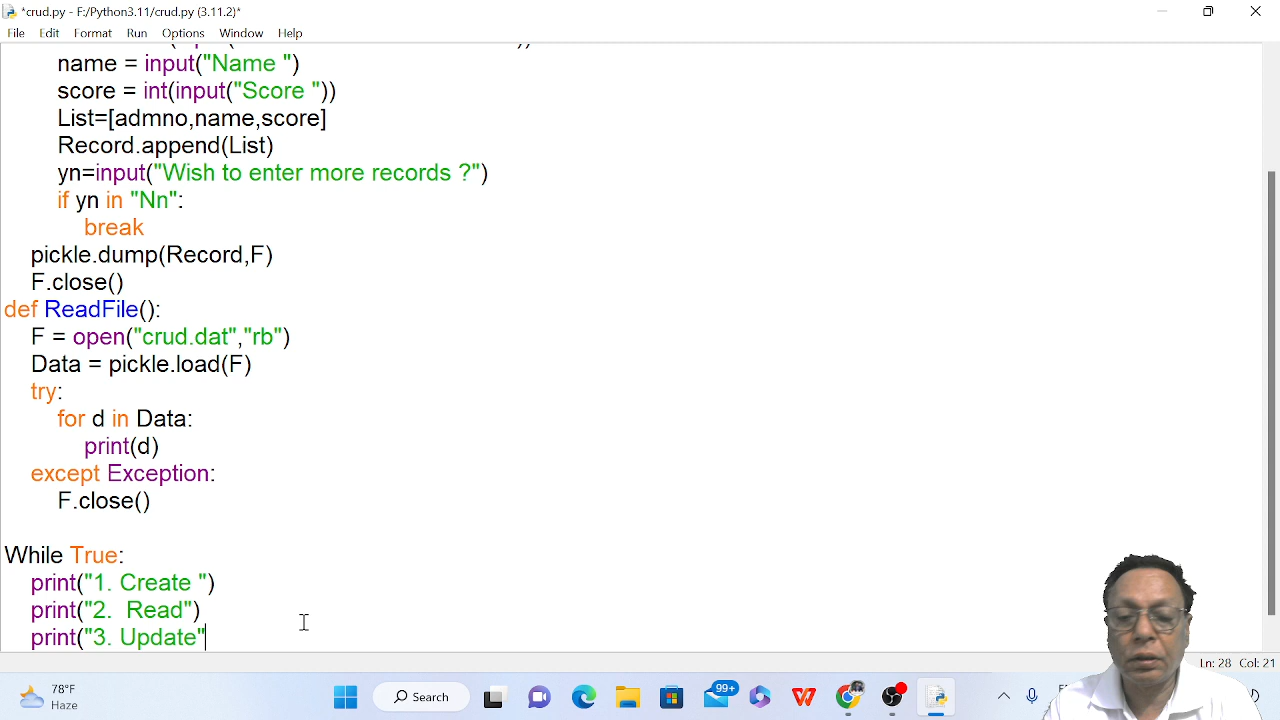 *crud.py - F:/Python3.11/crud.py (3.11.2)*
File Edit Format Run Options Window Help
name = input("Name ")
score = int(input("Score "))
List=[admno,name,score]
Record.append(List)
yn=input("Wish to enter more records ?")
if yn in "Nn":
break
pickle.dump(Record,F)
F.close()
def ReadFile():
F = open("crud.dat","rb")
Data = pickle.load(F)
try:
for d in Data:
print(d)
except Exception:
F.close()
While True:
print("1. Create ")
print("2.  Read")
print("3. Update"
Ln: 28 Col: 21
78°F
Haze
Search
99+